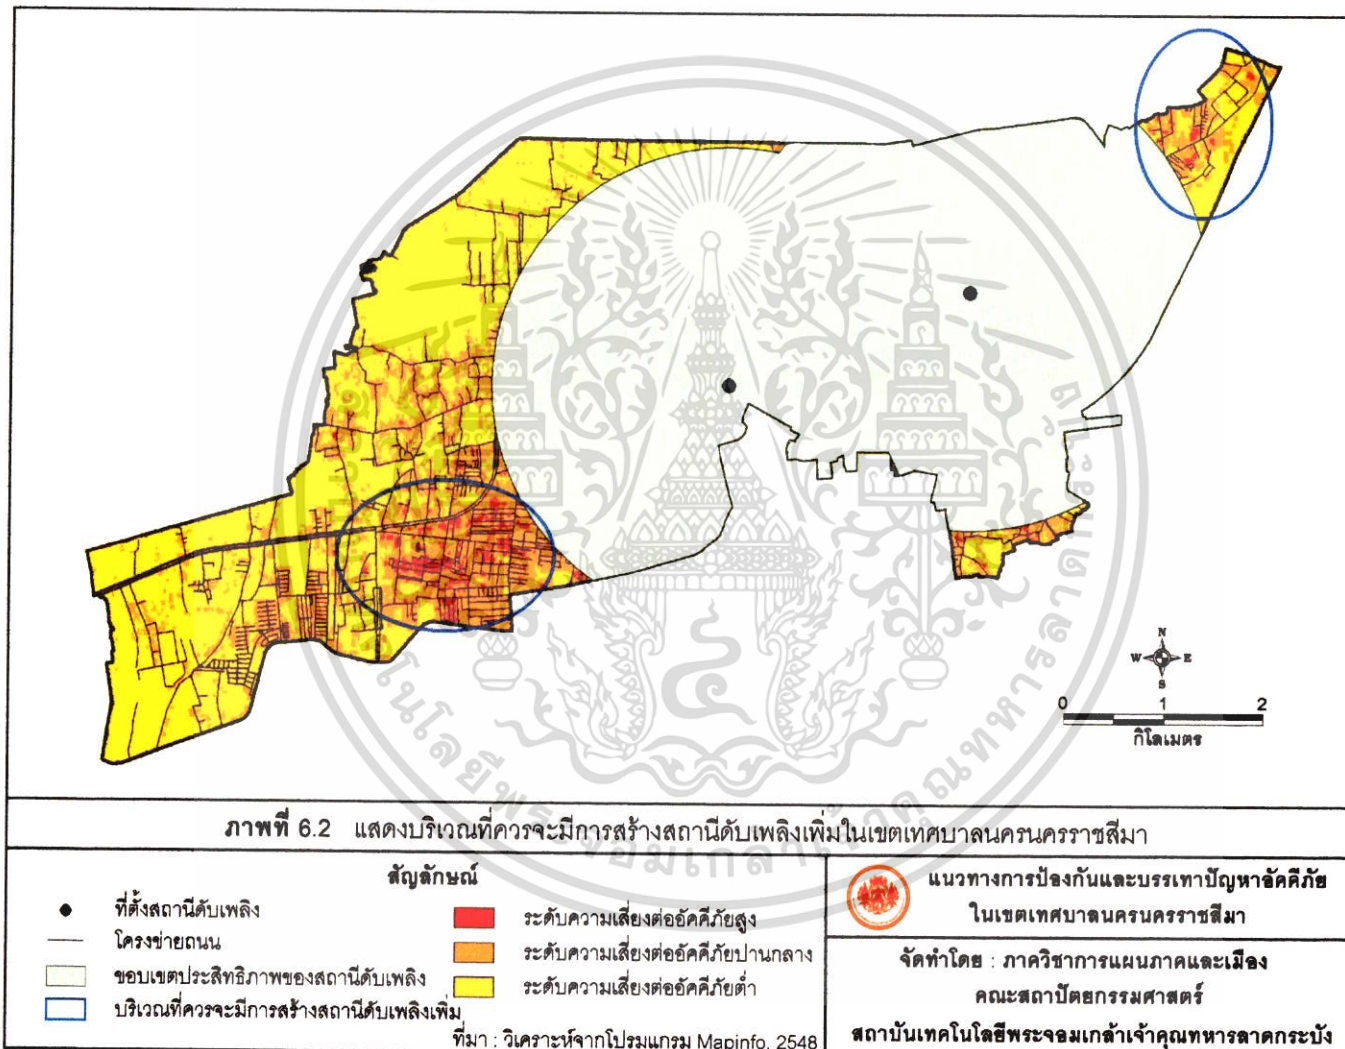 N
W E
S
0 1 2
กิโลเมตร
ภาพที่ 6.2 แสดงบริเวณที่ควรจะมีการสร้างสถานีดับเพลิงเพิ่มในเขตเทศบาลนครนครราชสีมา
สัญลักษณ์
ที่ตั้งสถานีดับเพลิง
โครงข่ายถนน
ขอบเขตประสิทธิภาพของสถานีดับเพลิง
บริเวณที่ควรจะมีการสร้างสถานีดับเพลิงเพิ่ม
ระดับความเสี่ยงต่ออัคคีภัยสูง
ระดับความเสี่ยงต่ออัคคีภัยปานกลาง
ระดับความเสี่ยงต่ออัคคีภัยต่ำ
ที่มา : วิเคราะห์จากโปรมแกรม Mapinfo, 2548
แนวทางการป้องกันและบรรเทาปัญหาอัคคีภัย
ในเขตเทศบาลนครนครราชสีมา
จัดทำโดย : ภาควิชาการแผนภาคและเมือง
คณะสถาปัตยกรรมศาสตร์
สถาบันเทคโนโลยีพระจอมเกล้าเจ้าคุณทหารลาดกระบัง